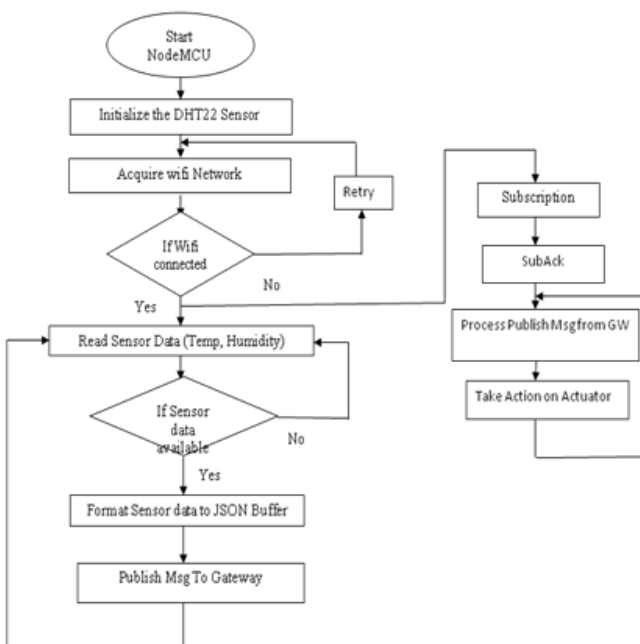 Start
NodeMCU
Initialize the DHT22 Sensor
Acquire wifi Network
Retry
If Wifi
connected
No
Yes
Read Sensor Data (Temp, Humidity)
If Sensor
data
available
No
Yes
Format Sensor data to JSON Buffer
Publish Msg To Gateway
Subscription
SubAck
Process Publish Msg from GW
Take Action on Actuator